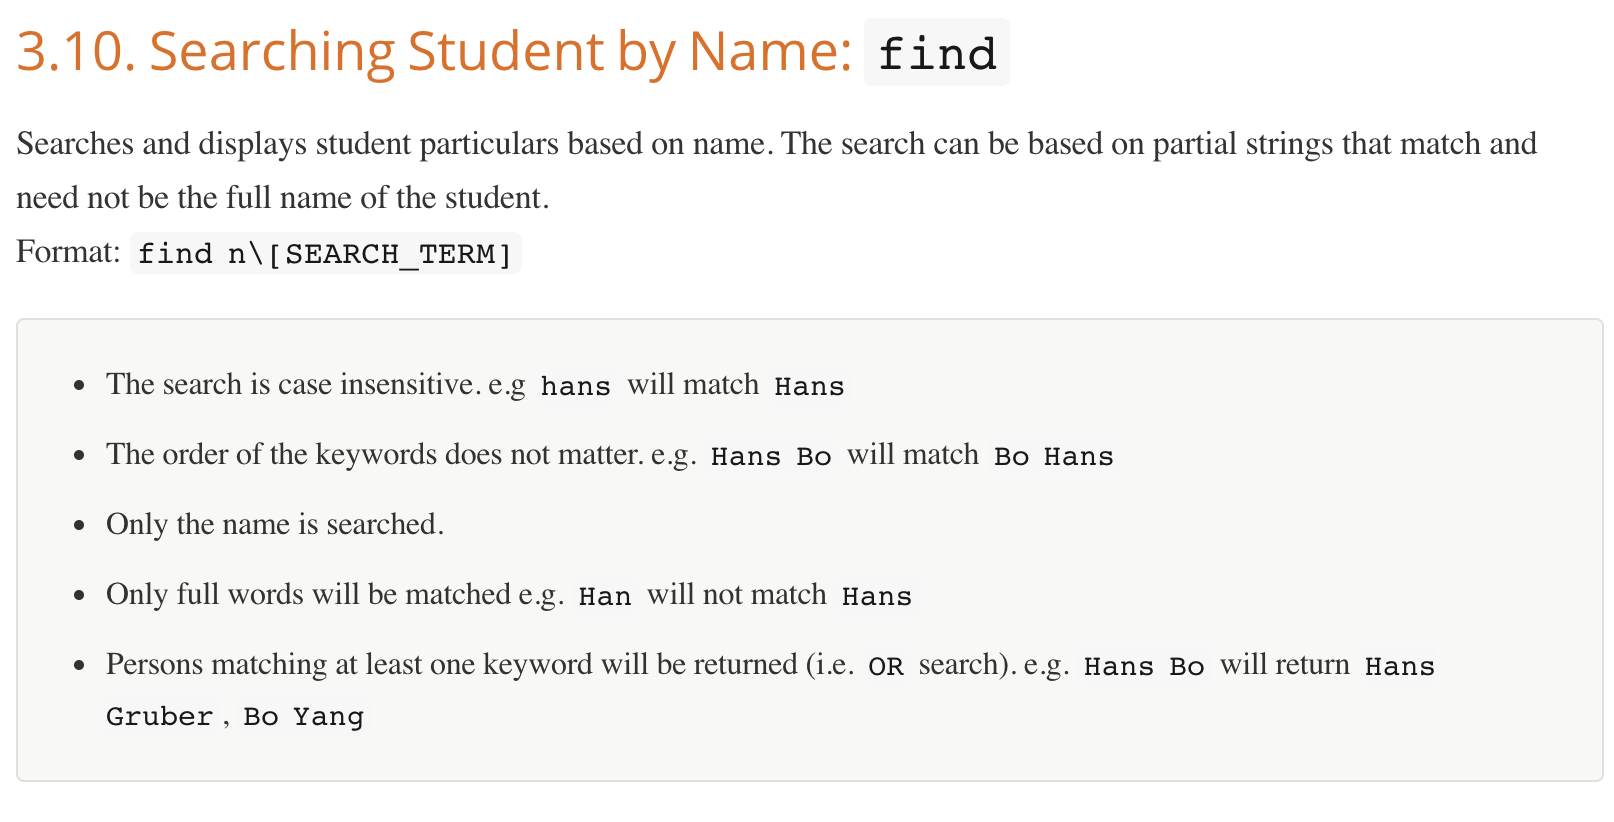 3.10. Searching Student by Name: find
Searches and displays student particulars based on name. The search can be based on partial strings that match and
need not be the full name of the student.
Format: find n\[SEARCH_TERM]
• The search is case insensitive. e.g hans will match Hans
• The order of the keywords does not matter. e.g. Hans Bo will match Bo Hans
• Only the name is searched.
• Only full words will be matched e.g. Han will not match Hans
• Persons matching at least one keyword will be returned (i.e. OR search). e.g. Hans Bo will return Hans
Gruber , Bo Yang